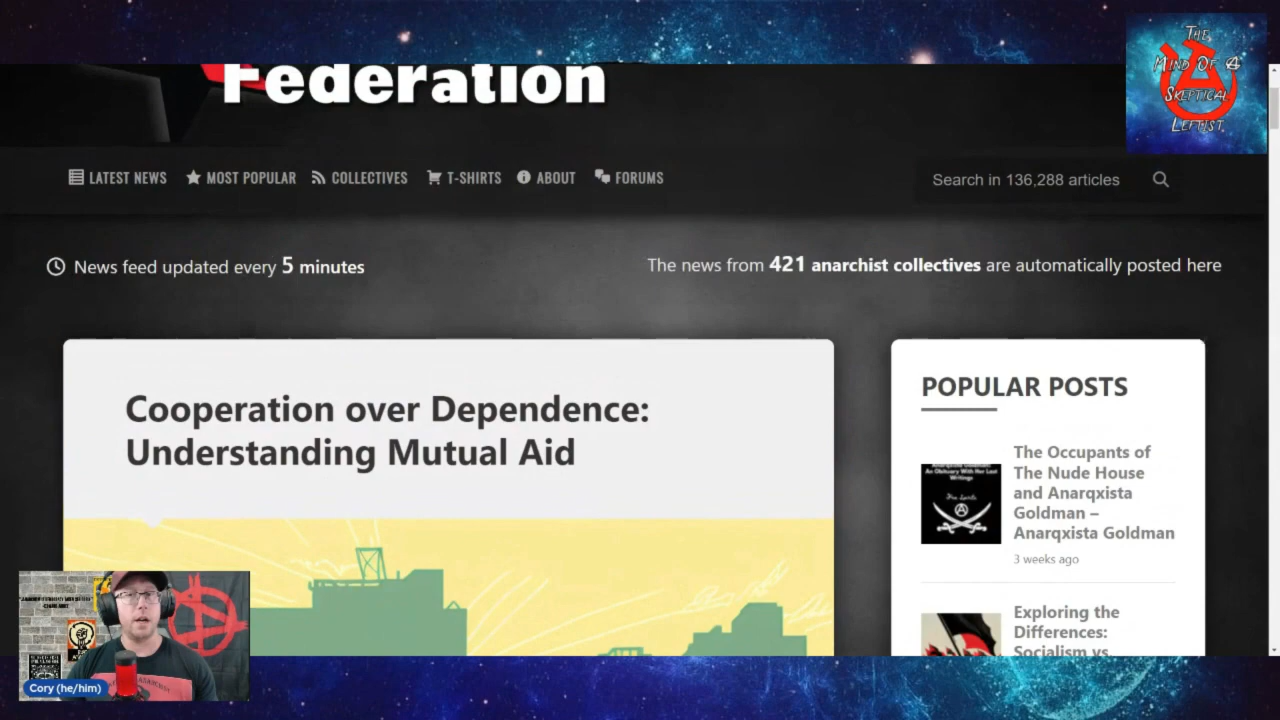 Federation
THE
MIND OF A
SKEPTICAL
LEFTIST
LATEST NEWS
MOST POPULAR
COLLECTIVES
T-SHIRTS
ABOUT
FORUMS
Search in 136,288 articles
News feed updated every 5 minutes
The news from 421 anarchist collectives are automatically posted here
Cooperation over Dependence:
Understanding Mutual Aid
POPULAR POSTS
The Occupants of
The Nude House
and Anarqxista
Goldman –
Anarqxista Goldman
3 weeks ago
Exploring the
Differences:
Socialism vs.
Cory (he/him)